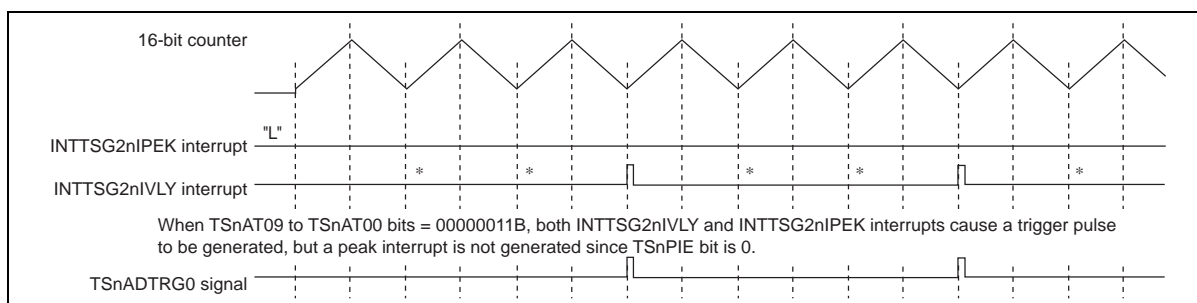 16-bit counter
"L"
INTTSG2nIPEK interrupt
* * * * *
INTTSG2nIVLY interrupt
When TSnAT09 to TSnAT00 bits = 00000011B, both INTTSG2nIVLY and INTTSG2nIPEK interrupts cause a trigger pulse
to be generated, but a peak interrupt is not generated since TSnPIE bit is 0.
TSnADTRG0 signal